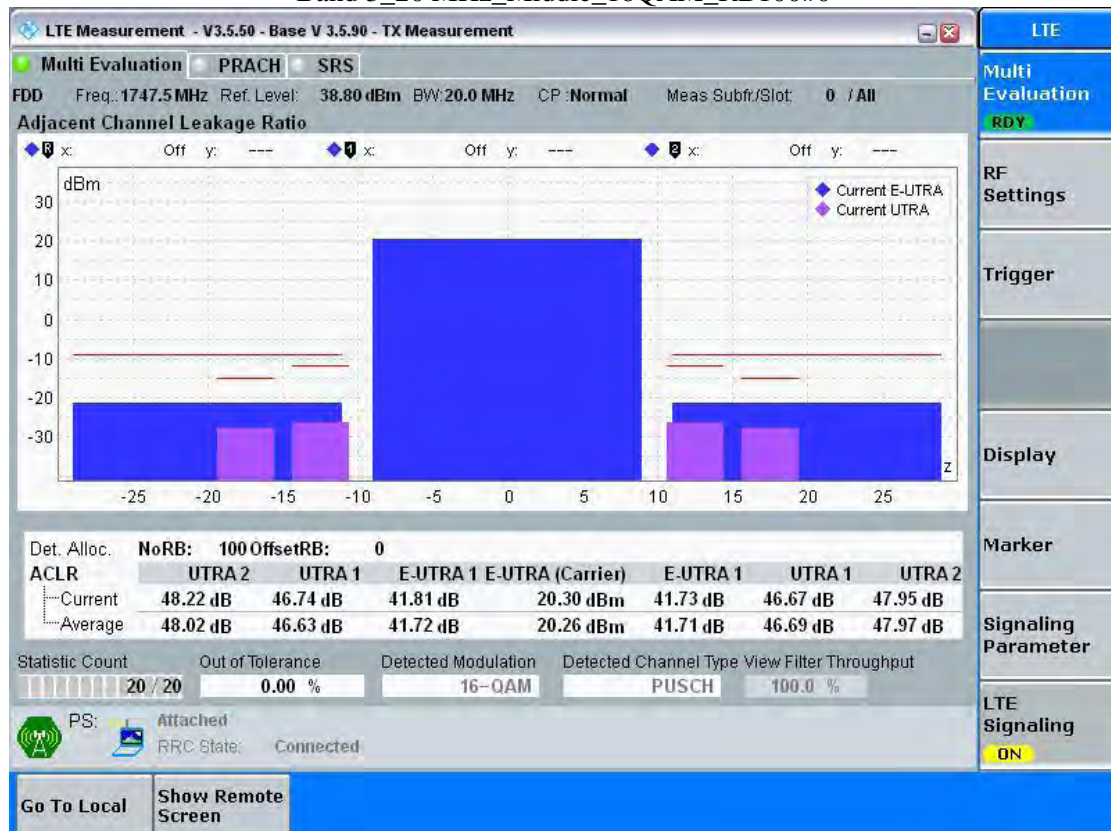 LTE Measurement - V3.5.50 - Base V 3.5.90 - TX Measurement
LTE
Multi Evaluation PRACH SRS
Multi
Evaluation
RDY
FDD Freq.: 1747.5 MHz Ref. Level: 38.80 dBm BW: 20.0 MHz CP :Normal Meas Subfr./Slot: 0 / All
Adjacent Channel Leakage Ratio
R x: Off y: --- 1 x: Off y: --- 2 x: Off y: ---
dBm
Current E-UTRA
Current UTRA
30
20
10
0
-10
-20
-30
z
-25 -20 -15 -10 -5 0 5 10 15 20 25
RF
Settings
Trigger
Display
Marker
Signaling
Parameter
LTE
Signaling
ON
Det. Alloc. NoRB: 100 OffsetRB: 0
ACLR UTRA 2 UTRA 1 E-UTRA 1 E-UTRA (Carrier) E-UTRA 1 UTRA 1 UTRA 2
Current 48.22 dB 46.74 dB 41.81 dB 20.30 dBm 41.73 dB 46.67 dB 47.95 dB
Average 48.02 dB 46.63 dB 41.72 dB 20.26 dBm 41.71 dB 46.69 dB 47.97 dB
Statistic Count Out of Tolerance Detected Modulation Detected Channel Type View Filter Throughput
20 / 20 0.00 % 16-QAM PUSCH 100.0 %
PS: Attached
RRC State: Connected
Go To Local
Show Remote
Screen